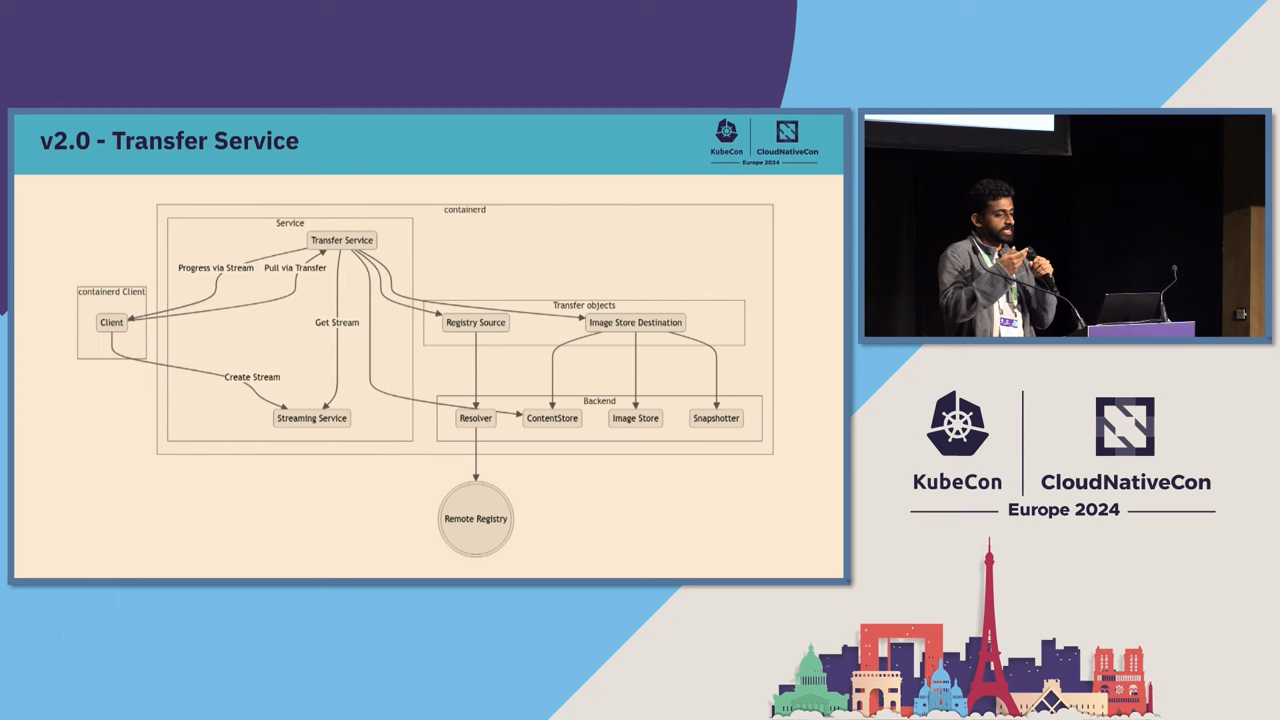 v2.0 - Transfer Service
KubeCon
CloudNativeCon
Europe 2024
containerd
Service
Transfer Service
Progress via Stream
Pull via Transfer
containerd Client
Client
Get Stream
Transfer objects
Registry Source
Image Store Destination
Create Stream
Streaming Service
Backend
Resolver
ContentStore
Image Store
Snapshotter
Remote Registry
KubeCon
CloudNativeCon
Europe 2024